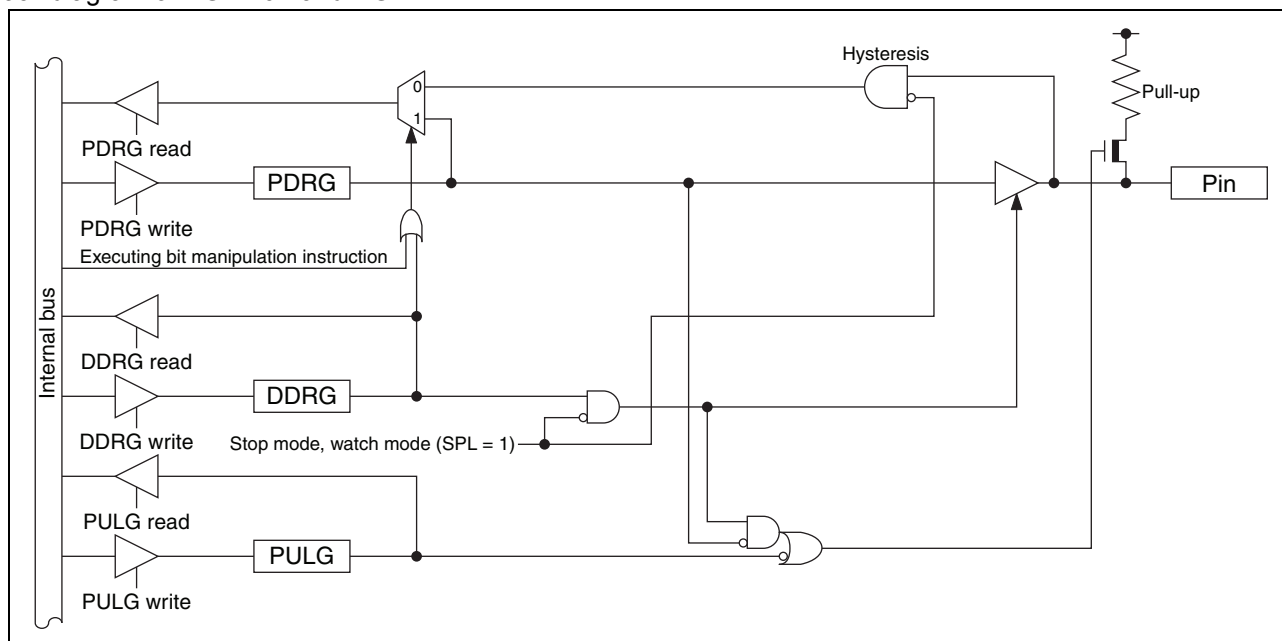 Hysteresis
0
Pull-up
1
PDRG read
PDRG
Pin
PDRG write
Executing bit manipulation instruction
Internal bus
DDRG read
DDRG
DDRG write
Stop mode, watch mode (SPL = 1)
PULG read
PULG
PULG write